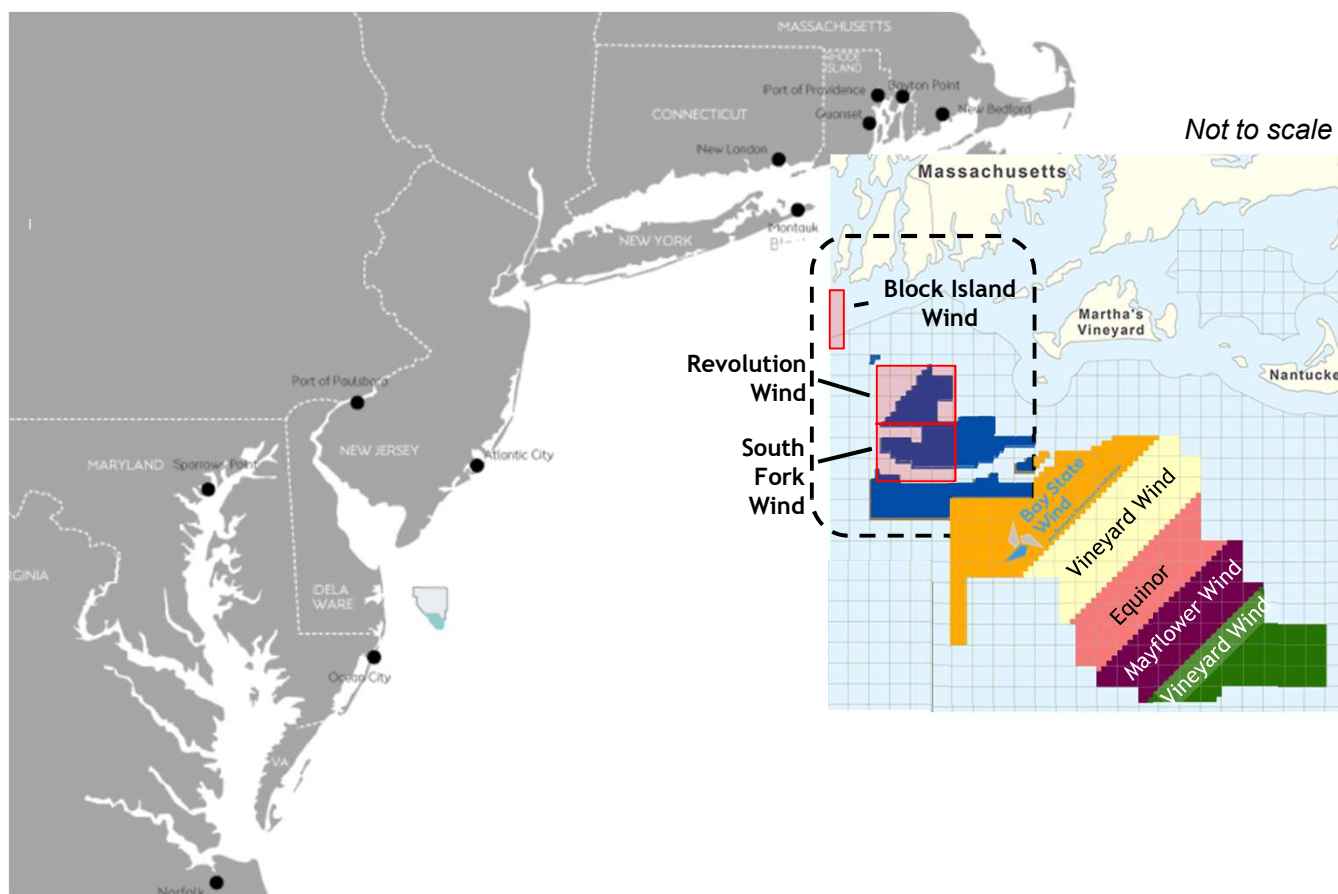 MASSACHUSETTS
RHODE
ISLAND
Port of Providence
Bayton Point
CONNECTICUT
Quonset
New Bedford
Not to scale
New London
Massachusetts
Montauk
NEW YORK
Block Island
Wind
Martha's
Vineyard
Revolution
Wind
Nantucke
Port of Paulsboro
South
Fork
Wind
NEW JERSEY
Atlantic City
MARYLAND
Sparrows Point
Bay State
Wind
Vineyard Wind
Equinor
Mayflower Wind
Vineyard Wind
RGINIA
DELA
WARE
Ocean City
VA
Norfolk